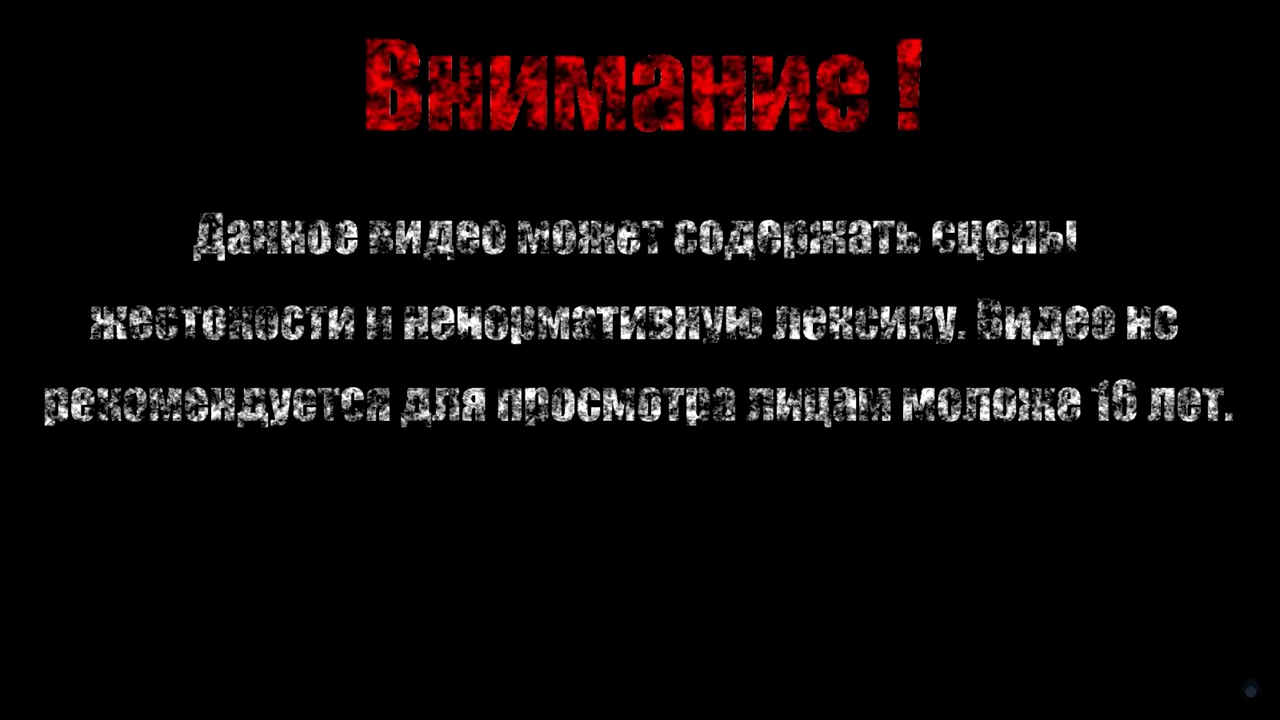 Внимание !
Данное видео может содержать сцены
жестокости и ненормативную лексику. Видео не
рекомендуется для просмотра лицам моложе 16 лет.